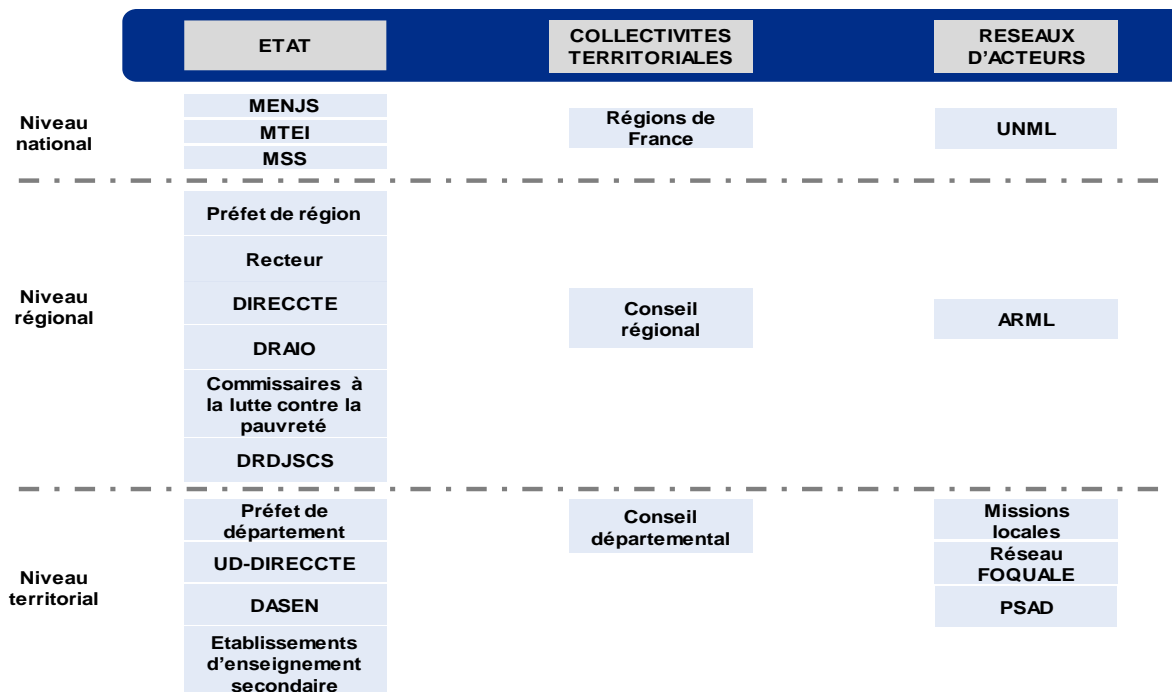 ETAT
COLLECTIVITES
TERRITORIALES
RESEAUX
D'ACTEURS
Niveau
national
MENJS
MTEI
MSS
Régions de
France
UNML
Niveau
régional
Préfet de région
Recteur
DIRECCTE
DRAIO
Commissaires à
la lutte contre la
pauvreté
DRDJSCS
Conseil
régional
ARML
Niveau
territorial
Préfet de
département
UD-DIRECCTE
DASEN
Etablissements
d'enseignement
secondaire
Conseil
départemental
Missions
locales
Réseau
FOQUALE
PSAD